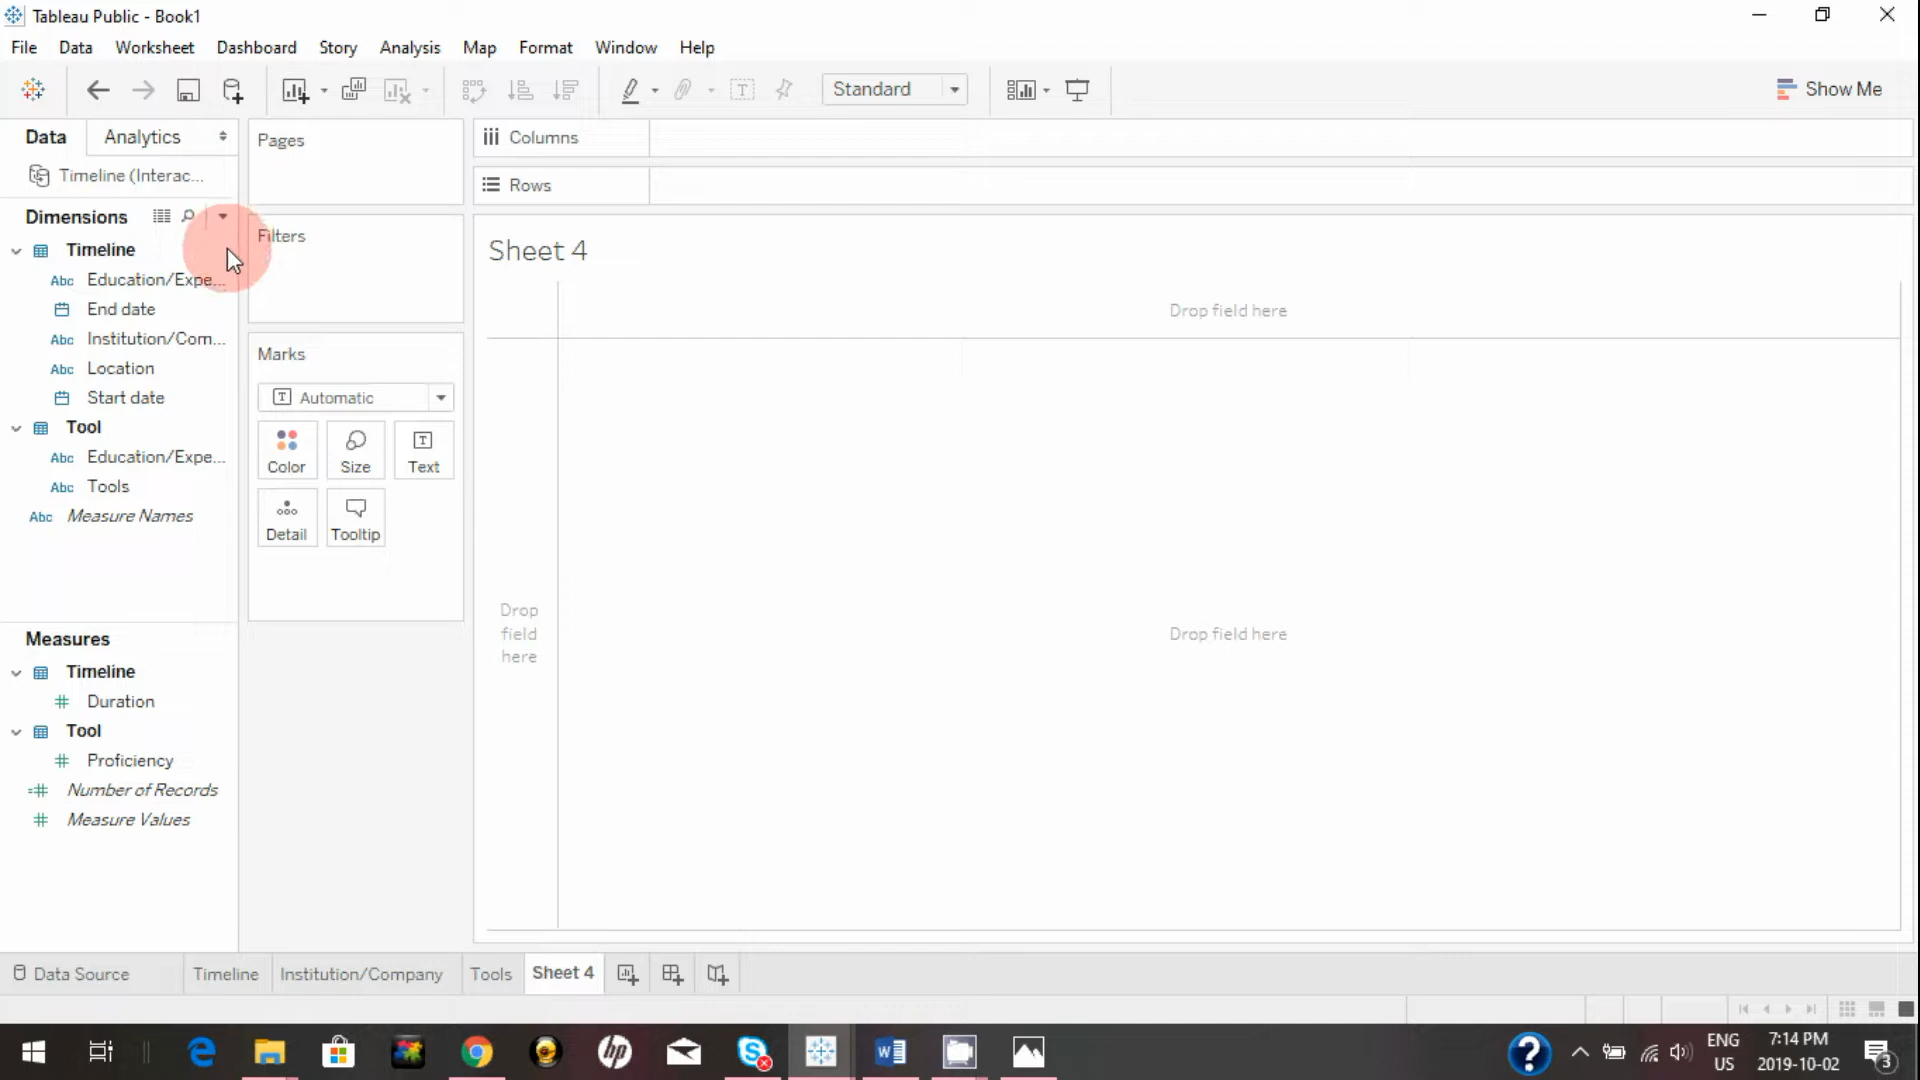 Tableau Public - Book1
File Data Worksheet Dashboard Story Analysis Map Format Window Help
Standard
Show Me
Data Analytics
Timeline (Interac...
Dimensions
Timeline
Abc Education/Expe...
End date
Abc Institution/Com...
Abc Location
Start date
Tool
Abc Education/Expe...
Abc Tools
Abc Measure Names
Measures
Timeline
# Duration
Tool
# Proficiency
=# Number of Records
# Measure Values
Pages
Filters
Marks
T Automatic
Color Size Text
Detail Tooltip
Columns
Rows
Sheet 4
Drop field here
Drop
field
here
Drop field here
Data Source Timeline Institution/Company Tools Sheet 4
ENG
US
7:14 PM
2019-10-02
3